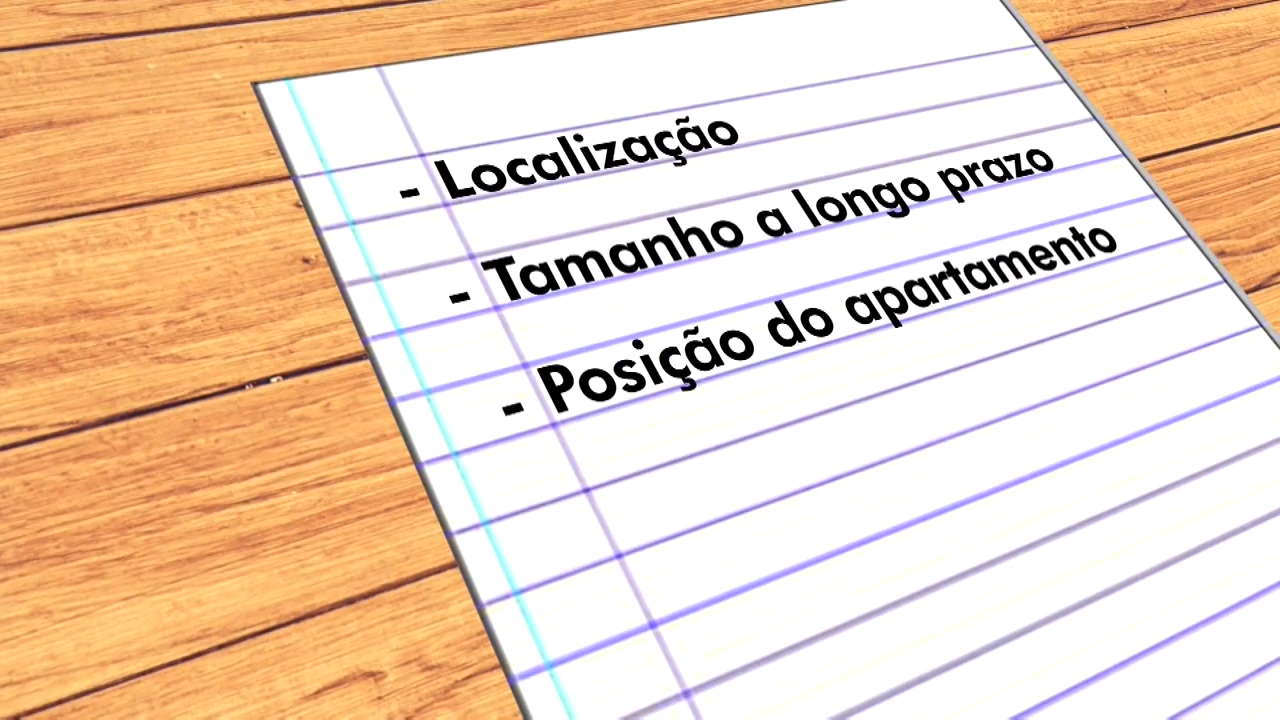 - Localização
- Tamanho a longo prazo
- Posição do apartamento